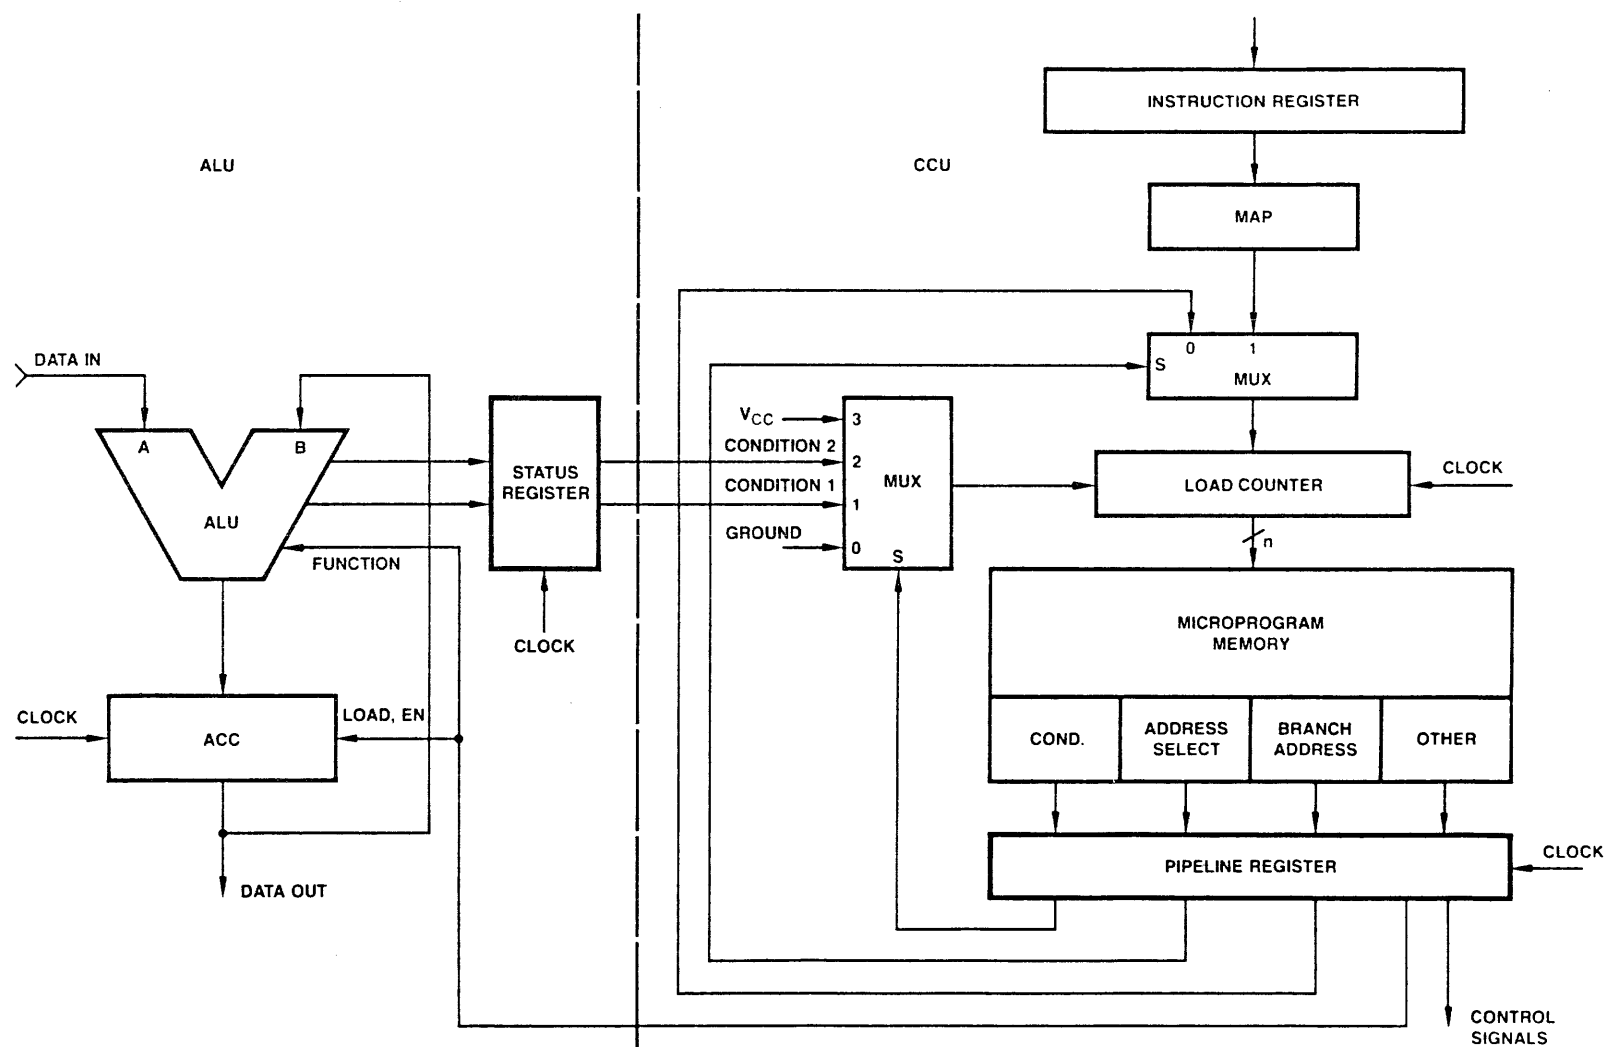 INSTRUCTION REGISTER
ALU
CCU
MAP
DATA IN
0
1
S
MUX
A
B
VCC
3
CONDITION 2
2
STATUS
REGISTER
MUX
CONDITION 1
1
GROUND
0
S
LOAD COUNTER
CLOCK
n
ALU
FUNCTION
CLOCK
MICROPROGRAM
MEMORY
CLOCK
LOAD, EN
ACC
COND.
ADDRESS
SELECT
BRANCH
ADDRESS
OTHER
PIPELINE REGISTER
CLOCK
DATA OUT
CONTROL
SIGNALS